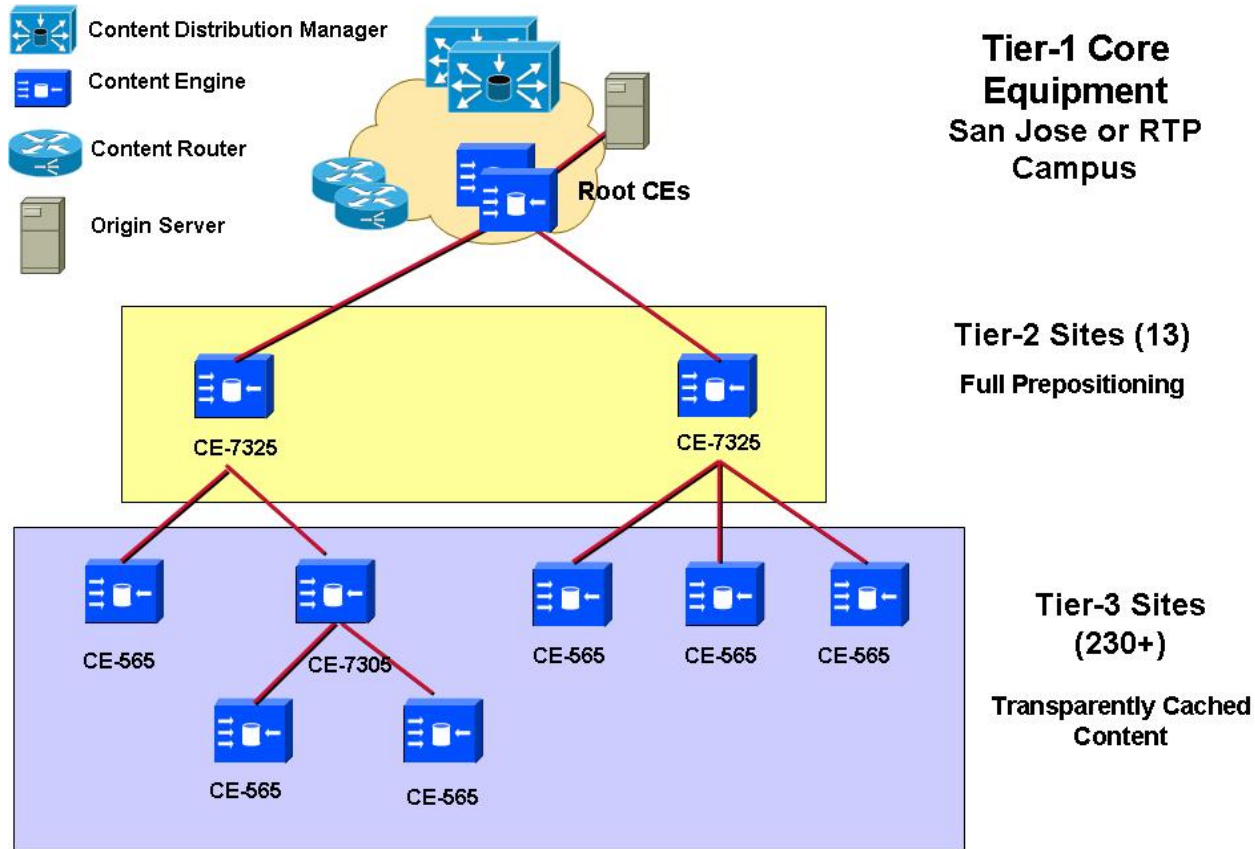 Content Distribution Manager
Content Engine
Content Router
Origin Server
Root CEs
Tier-1 Core
Equipment
San Jose or RTP
Campus
Tier-2 Sites (13)
Full Prepositioning
CE-7325
CE-7325
Tier-3 Sites
(230+)
Transparently Cached
Content
CE-565
CE-7305
CE-565
CE-565
CE-565
CE-565
CE-565